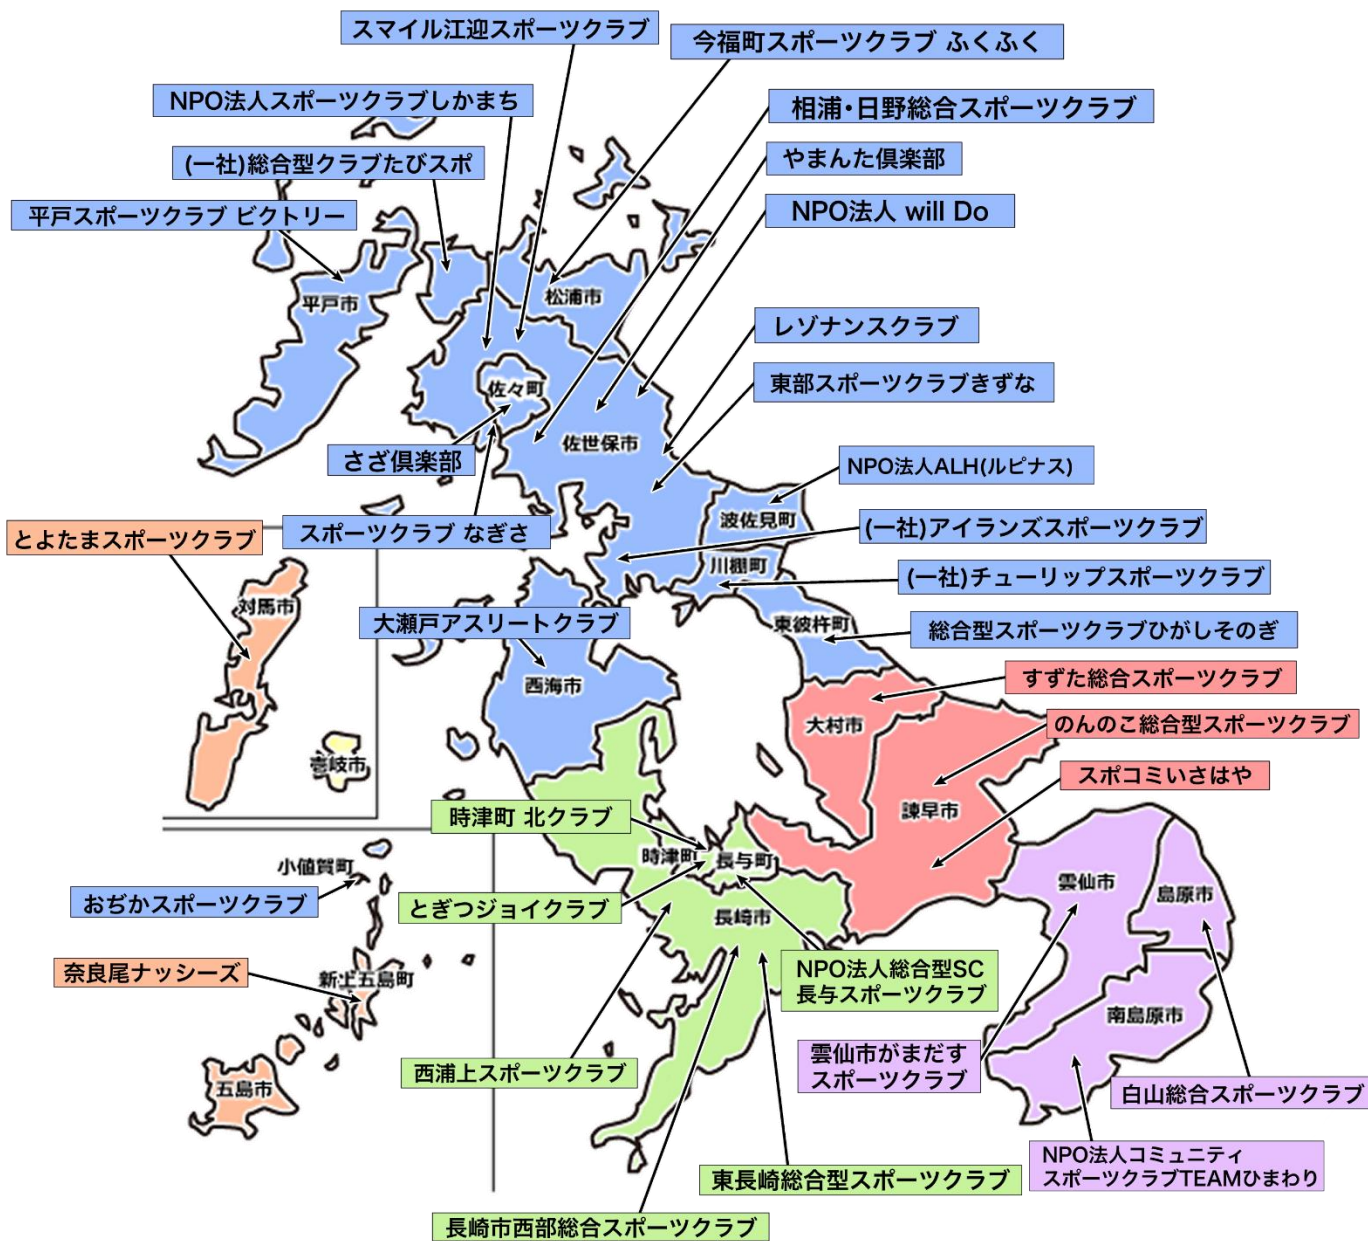 スマイル江迎スポーツクラブ
今福町スポーツクラブ ふくふく
NPO法人スポーツクラブしかまち
相浦・日野総合スポーツクラブ
(一社)総合型クラブたびスポ
やまんた倶楽部
平戸スポーツクラブ ビクトリー
NPO法人 will Do
平戸市
松浦市
レゾナンスクラブ
佐々町
東部スポーツクラブきずな
佐世保市
さざ倶楽部
NPO法人ALH(ルピナス)
波佐見町
とよたまスポーツクラブ
スポーツクラブ なぎさ
(一社)アイランズスポーツクラブ
川棚町
(一社)チューリップスポーツクラブ
対馬市
大瀬戸アスリートクラブ
東彼杵町
総合型スポーツクラブひがしそのぎ
西海市
すずた総合スポーツクラブ
大村市
のんのこ総合型スポーツクラブ
壱岐市
スポコミいさはや
諫早市
時津町 北クラブ
時津町
長与町
小値賀町
雲仙市
島原市
おぢかスポーツクラブ
とぎつジョイクラブ
長崎市
奈良尾ナッシーズ
新上五島町
NPO法人総合型SC
長与スポーツクラブ
南島原市
西浦上スポーツクラブ
雲仙市がまだす
スポーツクラブ
五島市
白山総合スポーツクラブ
NPO法人コミュニティ
スポーツクラブTEAMひまわり
東長崎総合型スポーツクラブ
長崎市西部総合スポーツクラブ